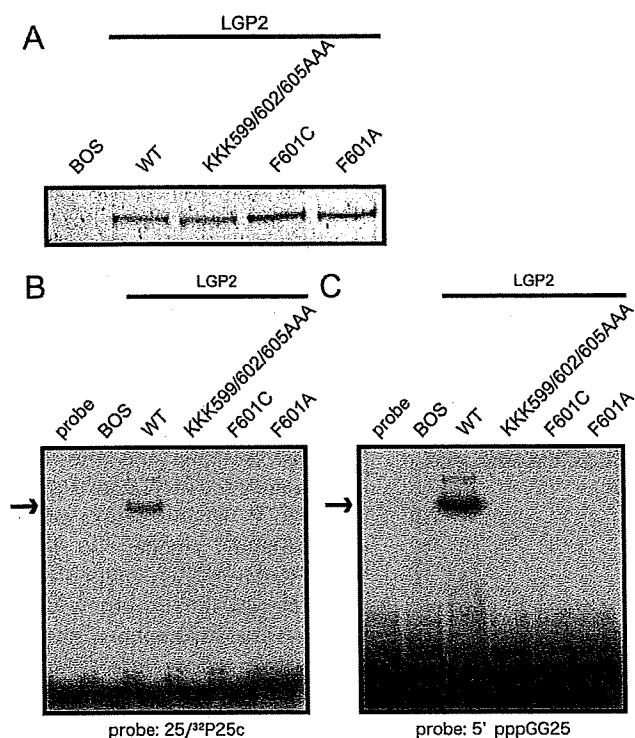 A
LGP2
BOS
WT
KKK599/602/605AAA
F601C
F601A
B
LGP2
probe
BOS
WT
KKK599/602/605AAA
F601C
F601A
→
probe: 25/³²P25c
C
LGP2
probe
BOS
WT
KKK599/602/605AAA
F601C
F601A
→
probe: 5' pppGG25